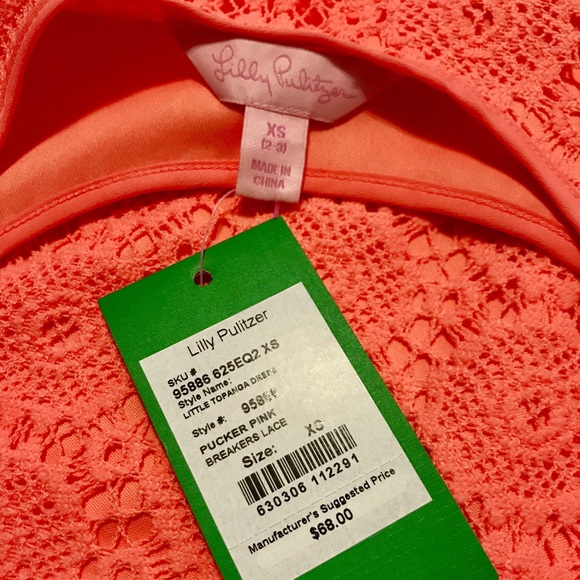 Lilly Pulitzer
XS
(2-3)
MADE IN
CHINA
Lilly Pulitzer
SKU #
95886 625EQ2 XS
Style Name:
LITTLE TOPANGA
Style #:
PUCKER PINK
BREAKERS LACE
Size:
630306 112291
Manufacturer's Suggested Price
$68.00